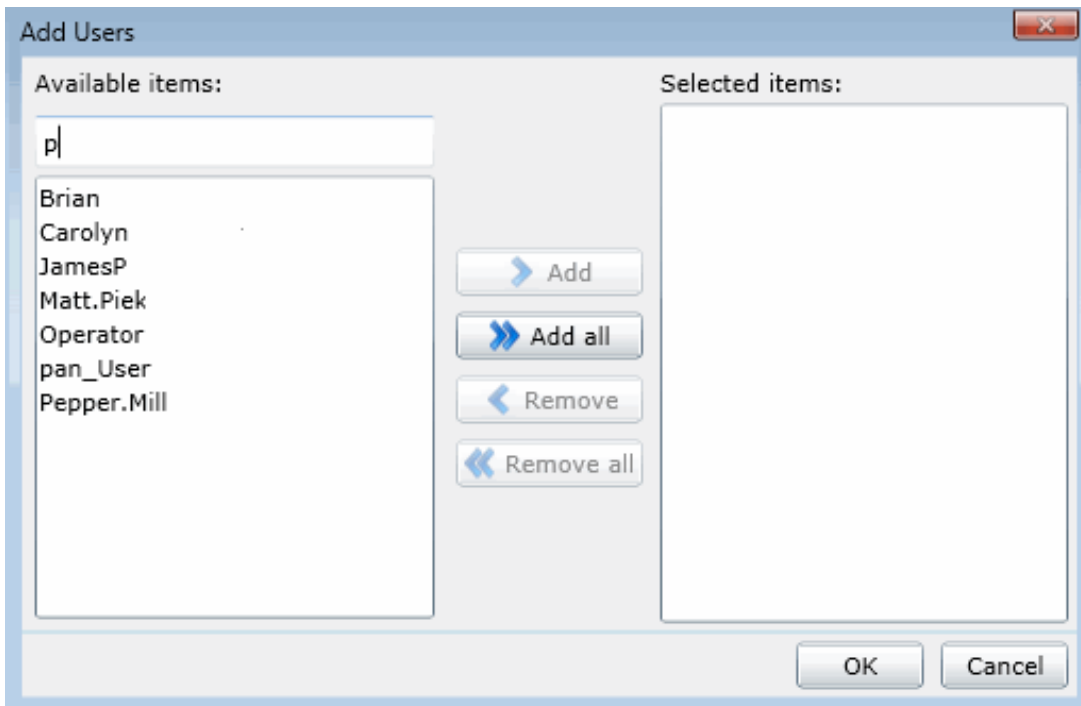 Add Users
Available items:
p
Brian
Carolyn
JamesP
Matt.Piek
Operator
pan_User
Pepper.Mill
Add
Add all
Remove
Remove all
Selected items:
OK
Cancel